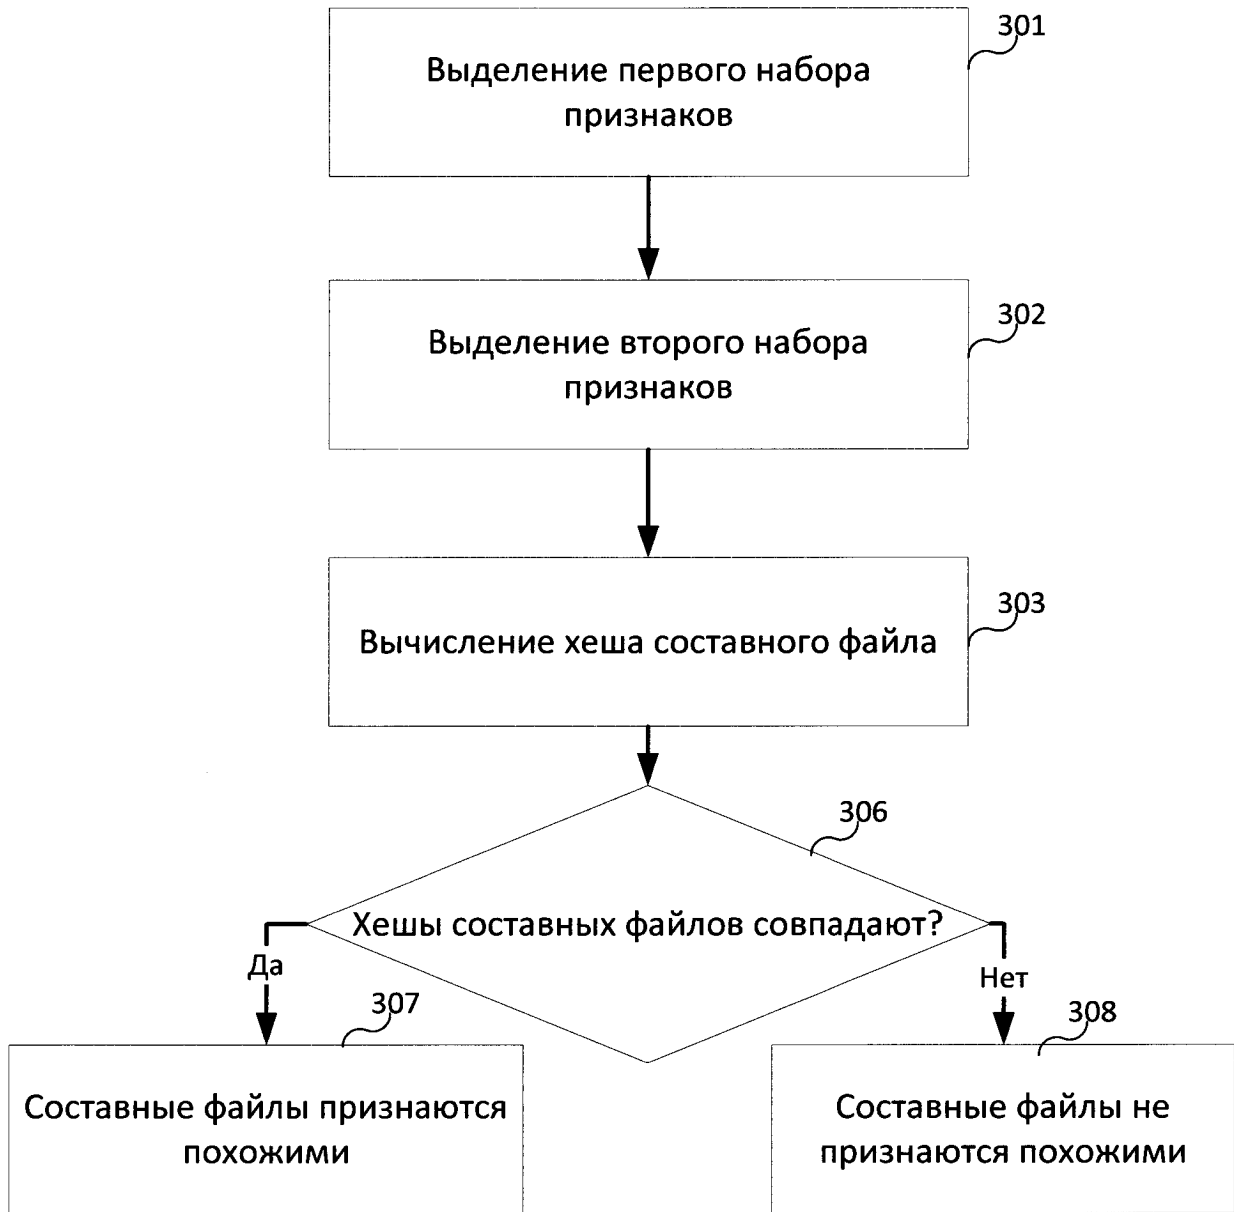 301
Выделение первого набора
признаков
302
Выделение второго набора
признаков
303
Вычисление хеша составного файла
306
Хешы составных файлов совпадают?
Да
Нет
307
308
Составные файлы признаются
похожими
Составные файлы не
признаются похожими